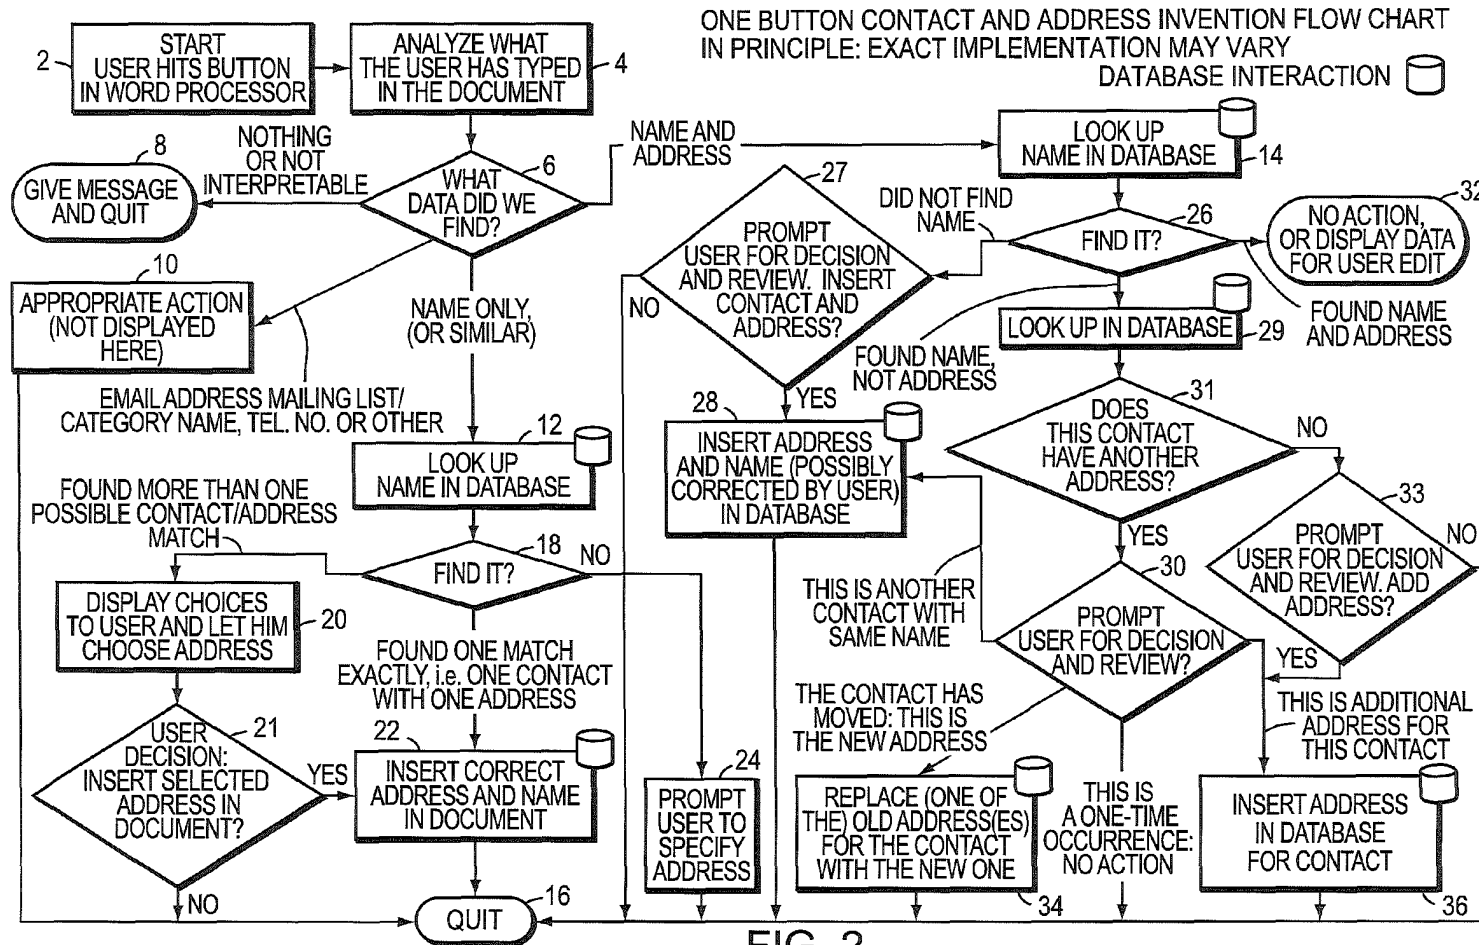 ONE BUTTON CONTACT AND ADDRESS INVENTION FLOW CHART
IN PRINCIPLE: EXACT IMPLEMENTATION MAY VARY
DATABASE INTERACTION
2
START
USER HITS BUTTON
IN WORD PROCESSOR
ANALYZE WHAT
THE USER HAS TYPED
IN THE DOCUMENT
4
NOTHING
OR NOT
INTERPRETABLE
8
GIVE MESSAGE
AND QUIT
6
WHAT
DATA DID WE
FIND?
NAME AND
ADDRESS
LOOK UP
NAME IN DATABASE
14
10
APPROPRIATE ACTION
(NOT DISPLAYED
HERE)
NAME ONLY,
(OR SIMILAR)
EMAIL ADDRESS MAILING LIST/
CATEGORY NAME, TEL. NO. OR OTHER
27
PROMPT
USER FOR DECISION
AND REVIEW. INSERT
CONTACT AND
ADDRESS?
NO
YES
DID NOT FIND
NAME
26
FIND IT?
32
NO ACTION,
OR DISPLAY DATA
FOR USER EDIT
FOUND NAME
AND ADDRESS
LOOK UP IN DATABASE
29
FOUND NAME,
NOT ADDRESS
12
LOOK UP
NAME IN DATABASE
28
INSERT ADDRESS
AND NAME (POSSIBLY
CORRECTED BY USER)
IN DATABASE
31
DOES
THIS CONTACT
HAVE ANOTHER
ADDRESS?
NO
YES
33
PROMPT
USER FOR DECISION
AND REVIEW. ADD
ADDRESS?
NO
YES
FOUND MORE THAN ONE
POSSIBLE CONTACT/ADDRESS
MATCH
18
FIND IT?
NO
DISPLAY CHOICES
TO USER AND LET HIM
CHOOSE ADDRESS
20
FOUND ONE MATCH
EXACTLY, i.e. ONE CONTACT
WITH ONE ADDRESS
THIS IS ANOTHER
CONTACT WITH
SAME NAME
30
PROMPT
USER FOR DECISION
AND REVIEW?
THE CONTACT HAS
MOVED: THIS IS
THE NEW ADDRESS
THIS IS ADDITIONAL
ADDRESS FOR
THIS CONTACT
21
USER
DECISION:
INSERT SELECTED
ADDRESS IN
DOCUMENT?
YES
NO
22
INSERT CORRECT
ADDRESS AND NAME
IN DOCUMENT
24
PROMPT
USER TO
SPECIFY
ADDRESS
REPLACE (ONE OF
THE) OLD ADDRESS(ES)
FOR THE CONTACT
WITH THE NEW ONE
34
THIS IS
A ONE-TIME
OCCURRENCE:
NO ACTION
INSERT ADDRESS
IN DATABASE
FOR CONTACT
36
16
QUIT
FIG. 2